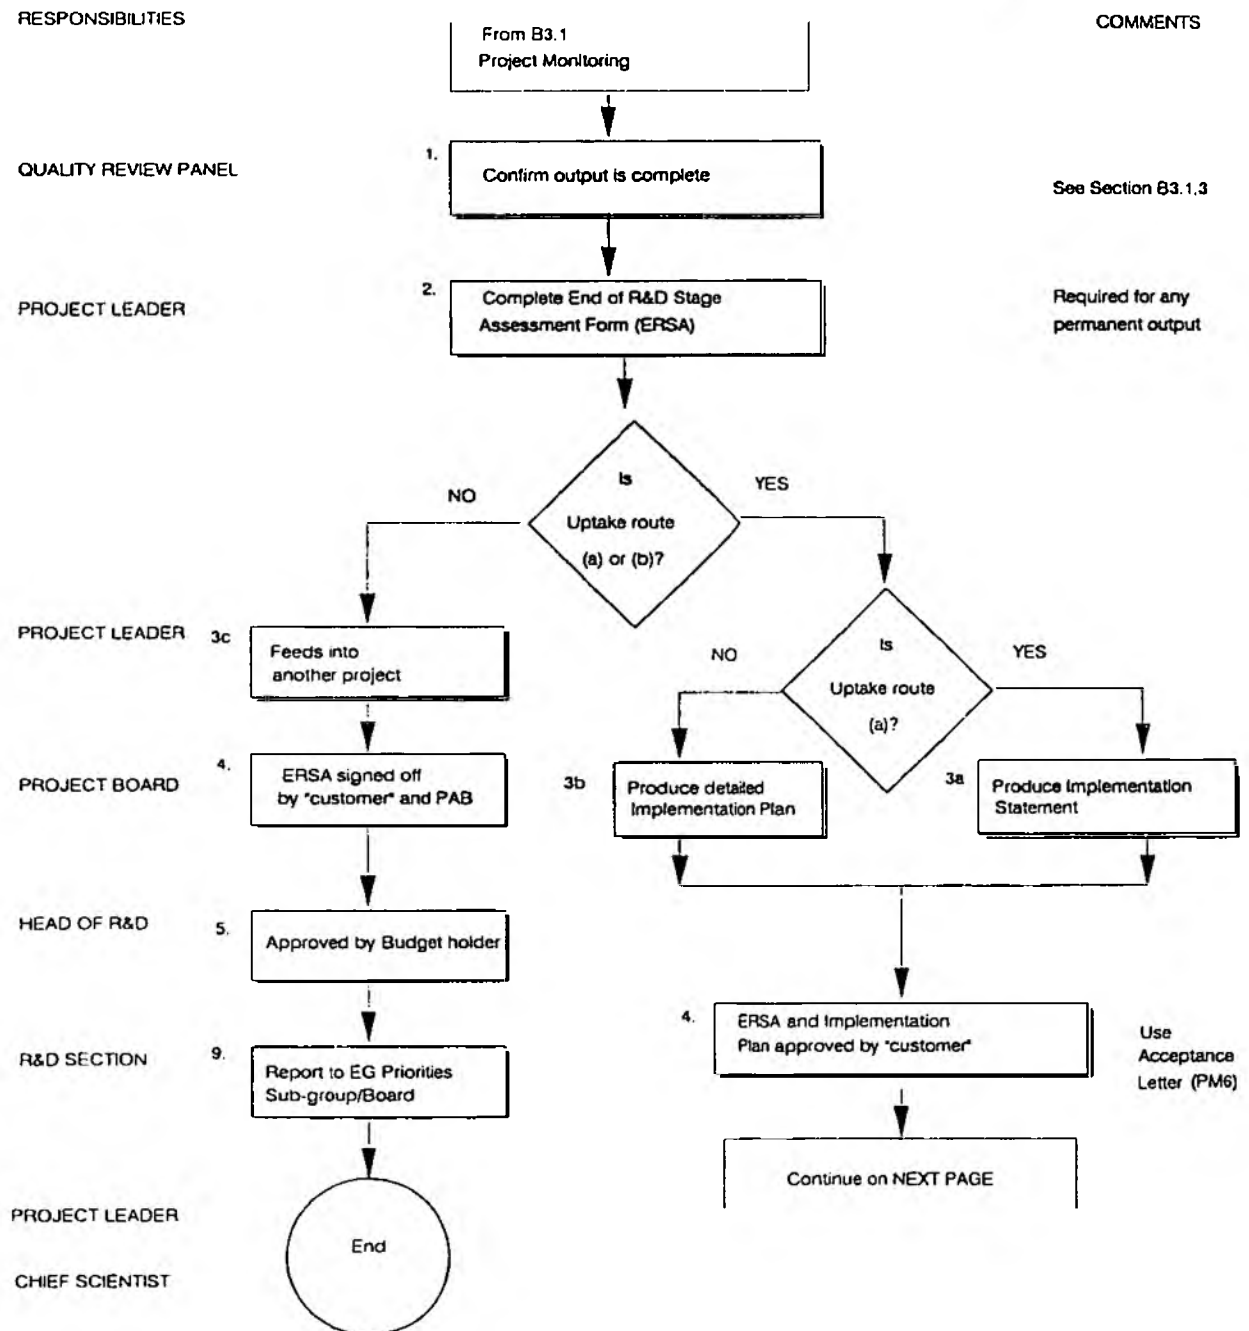 RESPONSIBILITIES
From B3.1
Project Monitoring
COMMENTS
QUALITY REVIEW PANEL
1.
Confirm output is complete
See Section B3.1,3
PROJECT LEADER
2.
Complete End of R&D Stage
Assessment Form (ERSA)
Required for any
permanent output
Is
Uptake route
(a) or (b)?
NO
YES
PROJECT LEADER
3c
Feeds into
another project
Is
Uptake route
(a)?
NO
YES
PROJECT BOARD
4.
ERSA signed off
by "customer" and PAB
3b
Produce detailed
Implementation Plan
3a
Produce Implementation
Statement
HEAD OF R&D
5.
Approved by Budget holder
4.
ERSA and Implementation
Plan approved by "customer"
Use
Acceptance
Letter (PM6)
R&D SECTION
9.
Report to EG Priorities
Sub-group/Board
Continue on NEXT PAGE
PROJECT LEADER
End
CHIEF SCIENTIST